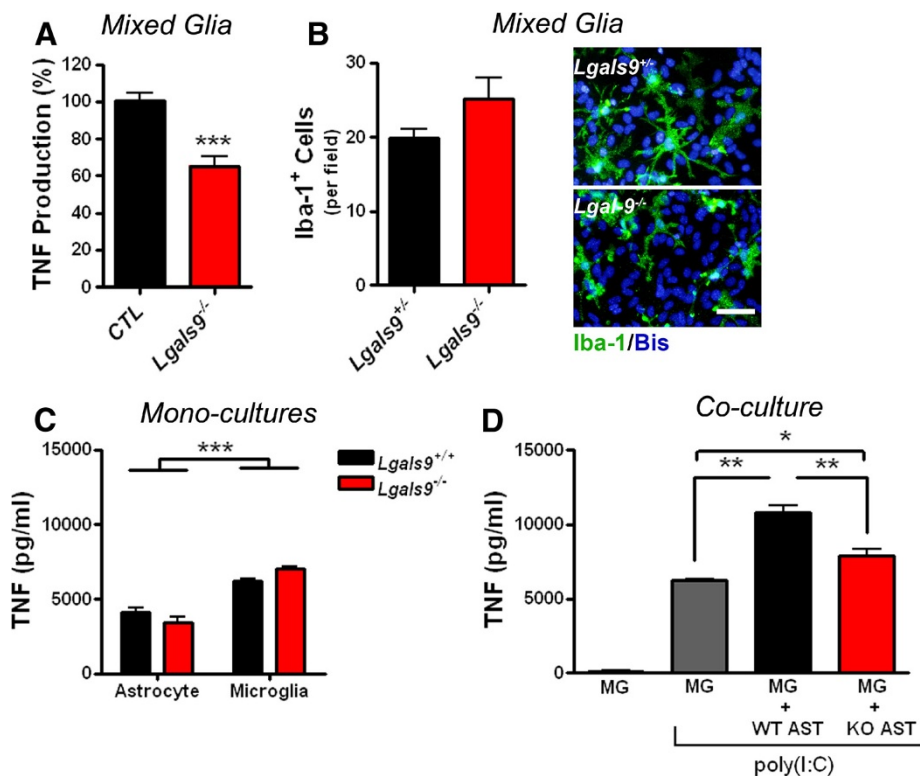 A
Mixed Glia
TNF Production (%)
120
100
80
60
40
20
0
***
CTL
Lgals9-/-
B
Mixed Glia
Iba-1+ Cells
(per field)
30
20
10
0
Lgals9+/-
Lgals9-/-
Lgals9+/-
Lgal-9-/-
Iba-1/Bis
C
Mono-cultures
TNF (pg/ml)
15000
10000
5000
0
***
Astrocyte
Microglia
Lgals9+/+
Lgals9-/-
D
Co-culture
TNF (pg/ml)
15000
10000
5000
0
*
**
**
MG
MG
MG
+
WT AST
MG
+
KO AST
poly(I:C)